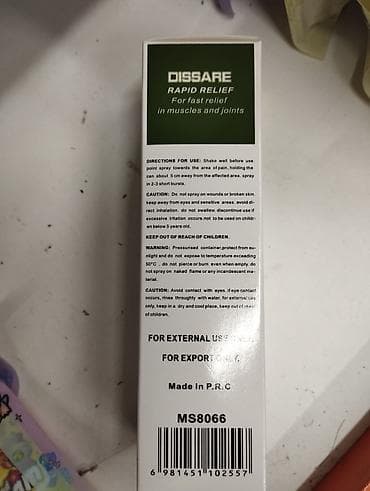 DISSARE
RAPID RELIEF
For fast relief
in muscles and joints
DIRECTIONS FOR USE: Shake well before use
point spray towards the area of pain, holding the
can about 5cm away from the affected area. spray
in 2-3 short bursts.
CAUTION: Do not spray on wounds or broken skin.
keep away from eyes and sensitive areas. avoid di-
rect inhalation. do not swallow. discontinue use if
excessive irritation occurs. not to be used on childr-
en below 5 years old.
KEEP OUT OF REACH OF CHILDREN.
WARNING: Pressurised container, protect from su-
nlight and do not expose to temperature exceeding
50°C . do not pierce or burn even when empty. do
not spray on naked flame or any incandescent ma-
terial.
CAUTION: Avoid contact with eyes. if eye contact
occurs, rinse throughly with water, for external use
only, keep in a dry and cool place, keep out of reach
of children.
FOR EXTERNAL USE
FOR EXPORT ONLY.
Made in P.R.C
MS8066
6 981451 102557